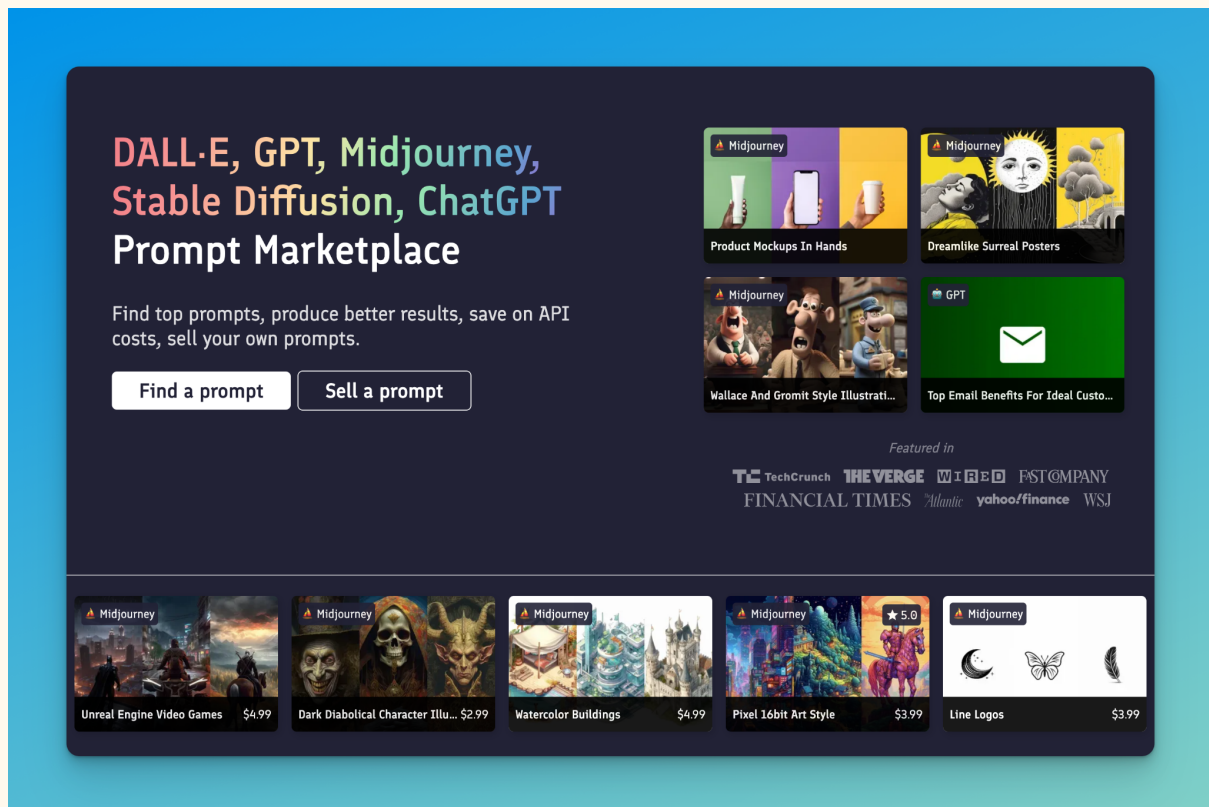 DALL·E, GPT, Midjourney,
Stable Diffusion, ChatGPT
Prompt Marketplace
Find top prompts, produce better results, save on API
costs, sell your own prompts.
Find a prompt
Sell a prompt
Midjourney
Product Mockups In Hands
Midjourney
Dreamlike Surreal Posters
Midjourney
Wallace And Gromit Style Illustrati...
GPT
Top Email Benefits For Ideal Custo...
Featured in
TC TechCrunch THE VERGE WIRED FAST COMPANY
FINANCIAL TIMES The Atlantic yahoo!finance WSJ
Midjourney
Unreal Engine Video Games $4.99
Midjourney
Dark Diabolical Character Illu... $2.99
Midjourney
Watercolor Buildings $4.99
Midjourney
5.0
Pixel 16bit Art Style $3.99
Midjourney
Line Logos $3.99